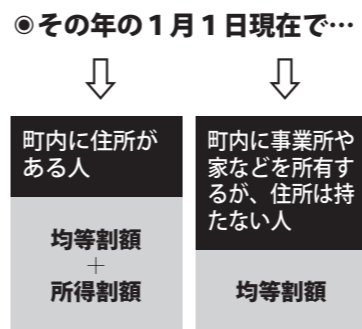 ◉その年の1月1日現在で…
町内に住所が
ある人
均等割額
＋
所得割額
町内に事業所や
家などを所有す
るが、住所は持
たない人
均等割額